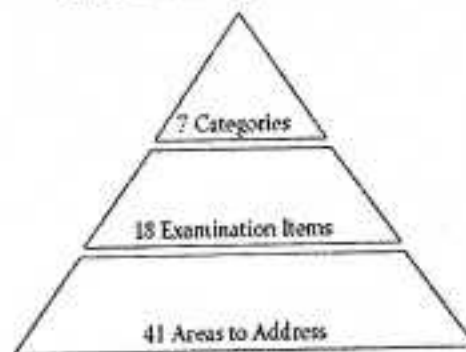 7 Categories
18 Examination Items
41 Areas to Address